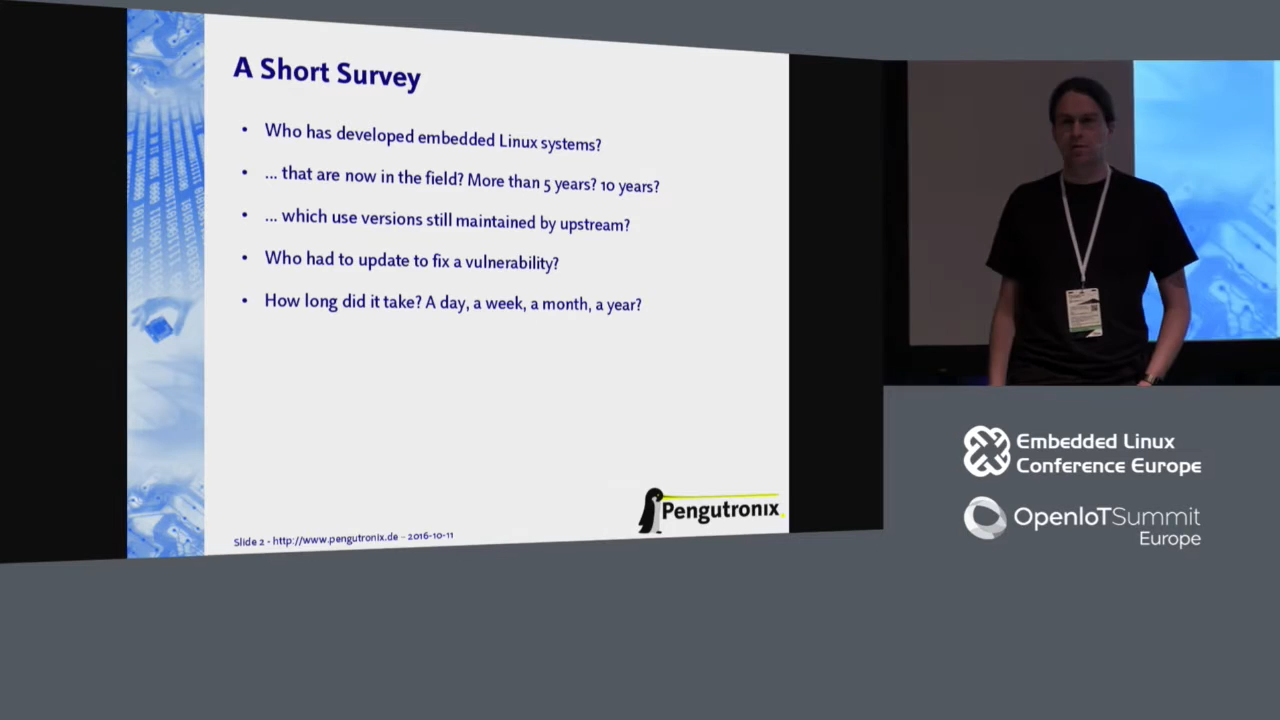 A Short Survey
• Who has developed embedded Linux systems?
• ... that are now in the field? More than 5 years? 10 years?
• ... which use versions still maintained by upstream?
• Who had to update to fix a vulnerability?
• How long did it take? A day, a week, a month, a year?
Pengutronix
Slide 2 - http://www.pengutronix.de - 2016-10-11
Embedded Linux
Conference Europe
OpenIoTSummit
Europe